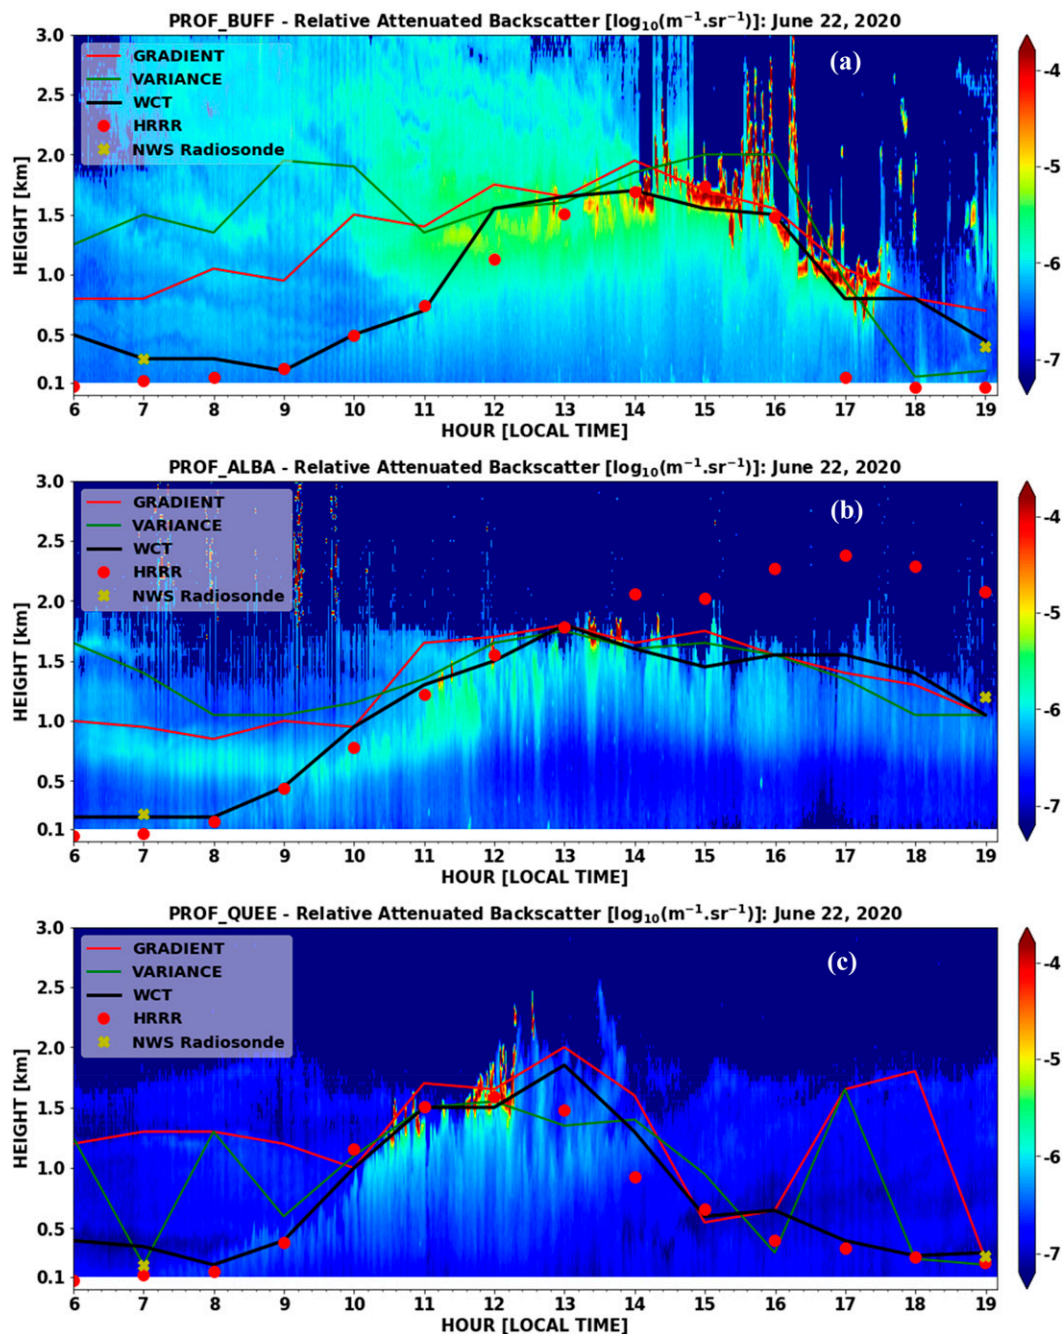 PROF_BUFF - Relative Attenuated Backscatter [log₁₀(m⁻¹.sr⁻¹)]: June 22, 2020
GRADIENT
VARIANCE
WCT
HRRR
NWS Radiosonde
(a)
HEIGHT [km]
3.0
2.5
2.0
1.5
1.0
0.5
0.1
6 7 8 9 10 11 12 13 14 15 16 17 18 19
HOUR [LOCAL TIME]
-4
-5
-6
-7
PROF_ALBA - Relative Attenuated Backscatter [log₁₀(m⁻¹.sr⁻¹)]: June 22, 2020
GRADIENT
VARIANCE
WCT
HRRR
NWS Radiosonde
(b)
HEIGHT [km]
3.0
2.5
2.0
1.5
1.0
0.5
0.1
6 7 8 9 10 11 12 13 14 15 16 17 18 19
HOUR [LOCAL TIME]
-4
-5
-6
-7
PROF_QUEE - Relative Attenuated Backscatter [log₁₀(m⁻¹.sr⁻¹)]: June 22, 2020
GRADIENT
VARIANCE
WCT
HRRR
NWS Radiosonde
(c)
HEIGHT [km]
3.0
2.5
2.0
1.5
1.0
0.5
0.1
6 7 8 9 10 11 12 13 14 15 16 17 18 19
HOUR [LOCAL TIME]
-4
-5
-6
-7